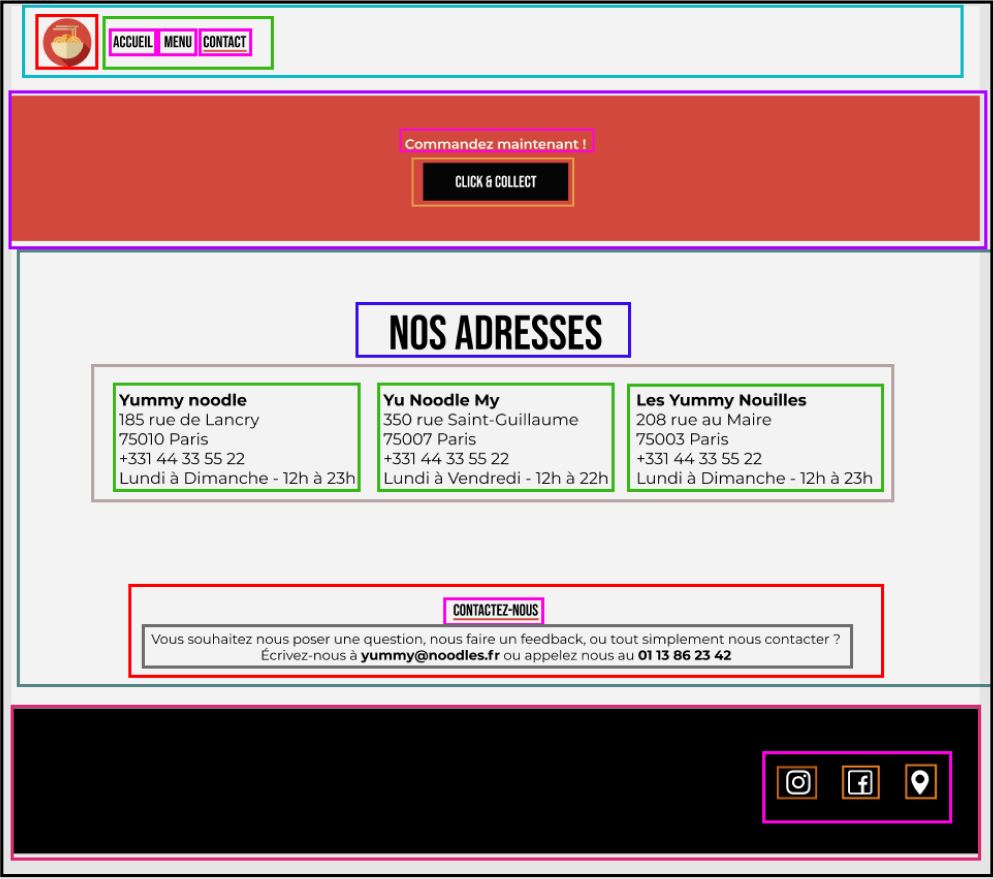 ACCUEIL MENU CONTACT
Commandez maintenant !
CLICK & COLLECT
NOS ADRESSES
Yummy noodle
185 rue de Lancry
75010 Paris
+331 44 33 55 22
Lundi à Dimanche - 12h à 23h
Yu Noodle My
350 rue Saint-Guillaume
75007 Paris
+331 44 33 55 22
Lundi à Vendredi - 12h à 22h
Les Yummy Nouilles
208 rue au Maire
75003 Paris
+331 44 33 55 22
Lundi à Dimanche - 12h à 23h
CONTACTEZ-NOUS
Vous souhaitez nous poser une question, nous faire un feedback, ou tout simplement nous contacter ?
Écrivez-nous à yummy@noodles.fr ou appelez nous au 01 13 86 23 42